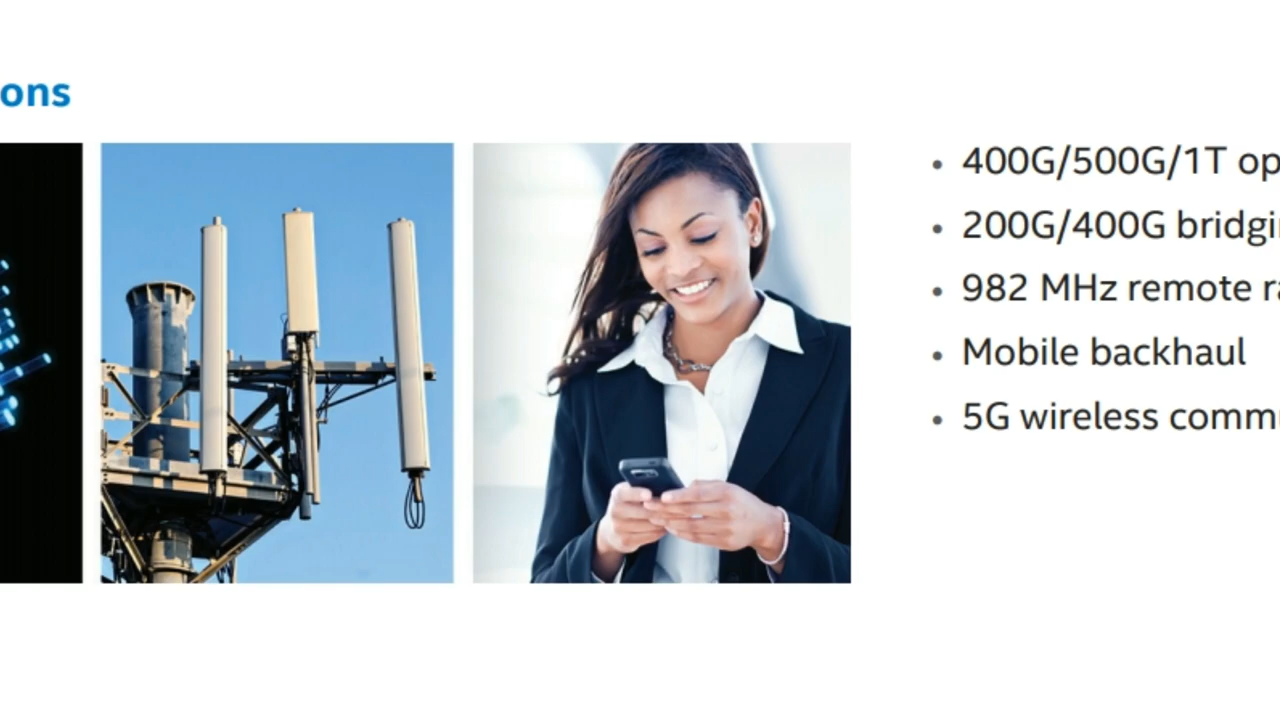 ons
400G/500G/1T op
200G/400G bridgi
982 MHz remote ra
Mobile backhaul
5G wireless comm